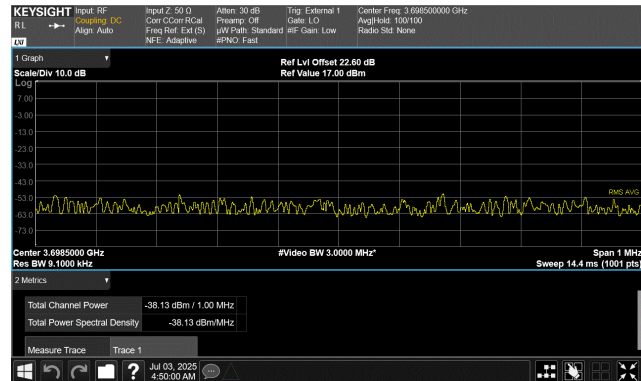 KEYSIGHT Input: RF Input Z: 50 Ω Atten: 30 dB Trig: External 1 Center Freq: 3.698500000 GHz
RL Coupling: DC Corr CCorr RCal Preamp: Off Gate: LO Avg|Hold: 100/100
Align: Auto Freq Ref: Ext (S) µW Path: Standard #IF Gain: Low Radio Std: None
LXI NFE: Adaptive #PNO: Fast
1 Graph Ref Lvl Offset 22.60 dB
Scale/Div 10.0 dB Ref Value 17.00 dBm
Log
7.00
-3.00
-13.0
-23.0
-33.0
-43.0
RMS AVG
-53.0
-63.0
-73.0
Center 3.6985000 GHz #Video BW 3.0000 MHz* Span 1 MHz
Res BW 9.1000 kHz Sweep 14.4 ms (1001 pts)
2 Metrics
Total Channel Power -38.13 dBm / 1.00 MHz
Total Power Spectral Density -38.13 dBm/MHz
Measure Trace Trace 1
? Jul 03, 2025
4:50:00 AM